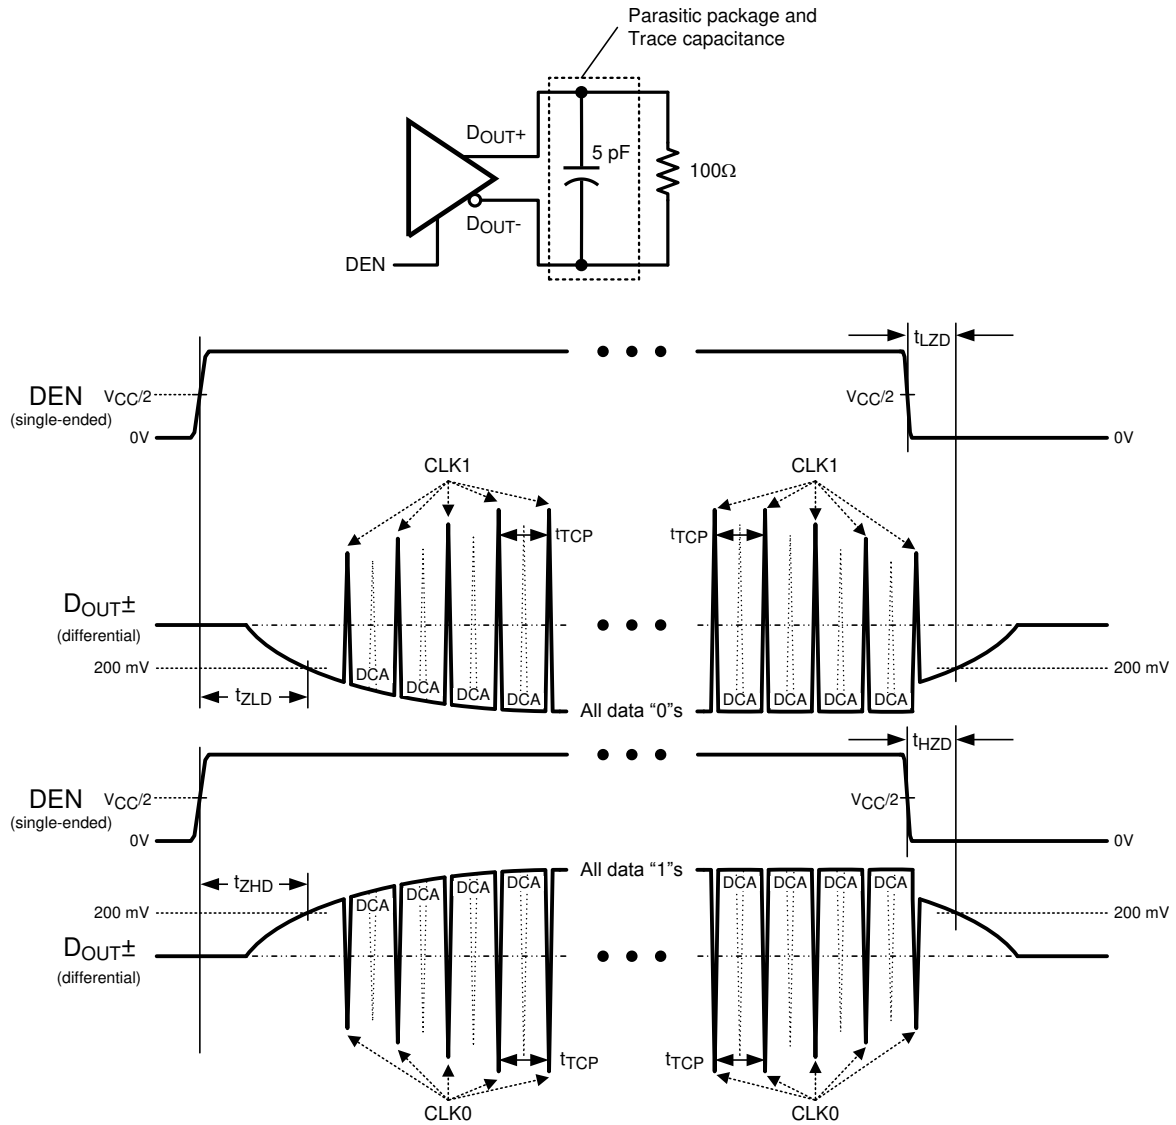 Parasitic package and
Trace capacitance
DOUT+
5 pF
100Ω
DOUT-
DEN
tLZD
DEN
(single-ended)
VCC/2
VCC/2
0V
0V
CLK1
CLK1
tTCP
tTCP
DOUT±
(differential)
200 mV
200 mV
DCA
DCA
DCA
DCA
DCA
DCA
DCA
DCA
tZLD
All data “0”s
tHZD
DEN
(single-ended)
VCC/2
VCC/2
0V
0V
All data “1”s
tZHD
DCA
DCA
DCA
DCA
DCA
DCA
DCA
DCA
200 mV
200 mV
DOUT±
(differential)
tTCP
tTCP
CLK0
CLK0